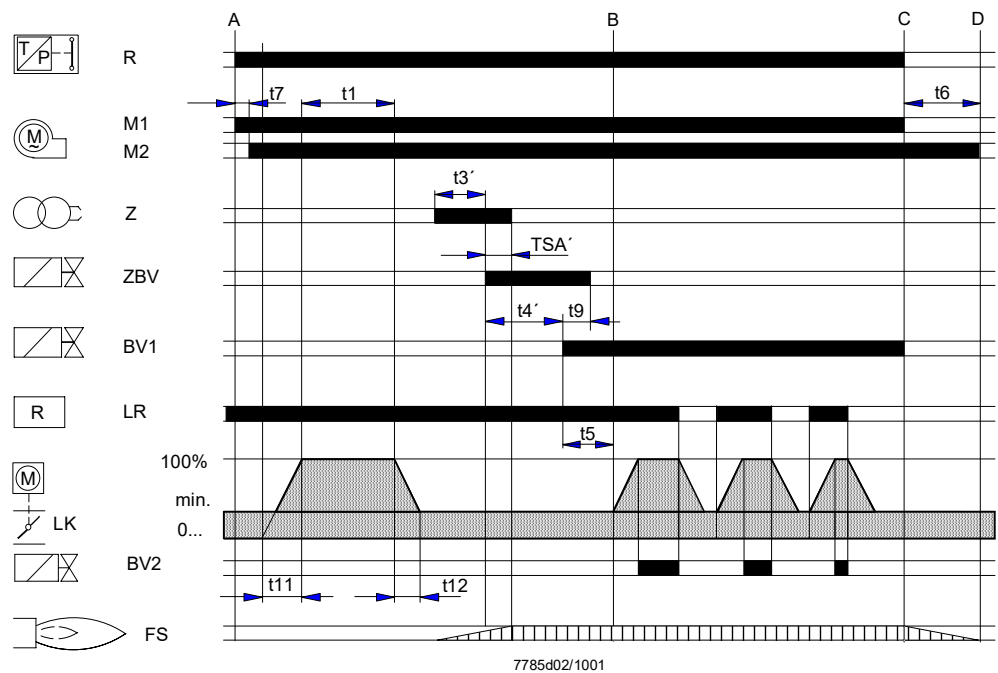 A B C D
T/P R
t7 t1 t6
M1
M ~
M2
t3´
Z
TSA´
ZBV
t4´ t9
BV1
R LR
t5
100%
M
min.
LK
0...
BV2
t11 t12
FS
7785d02/1001